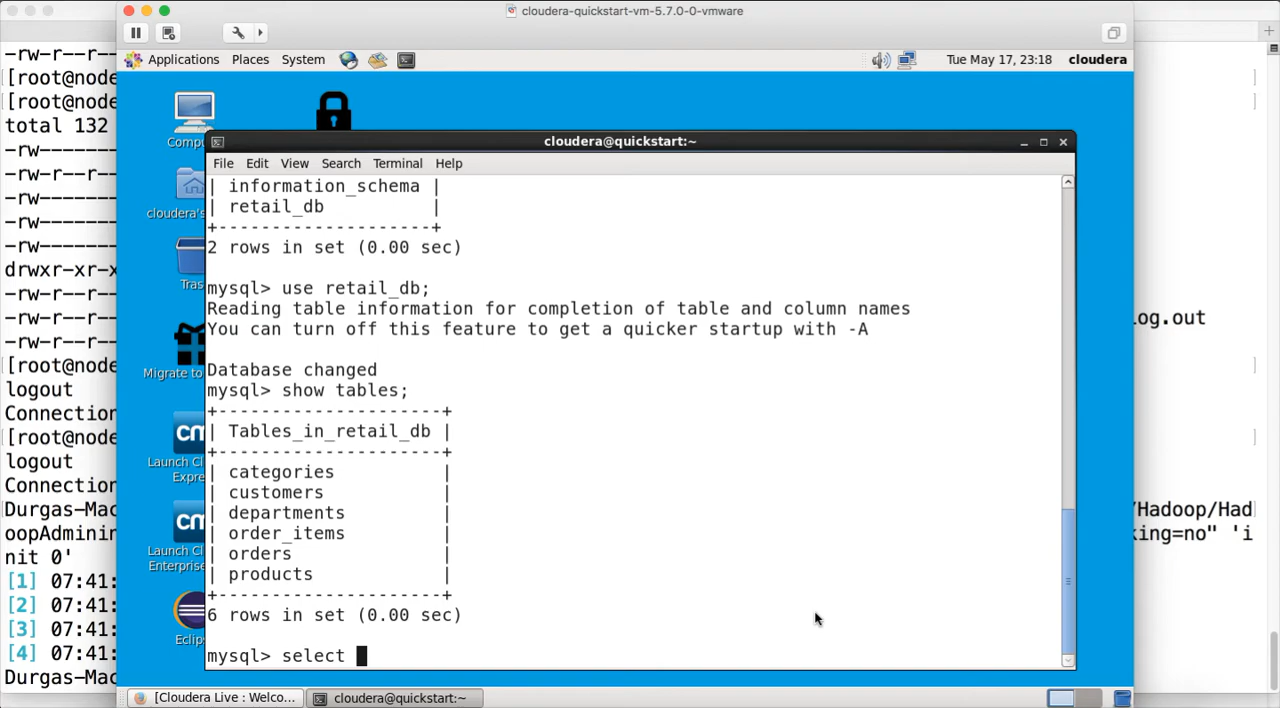 cloudera-quickstart-vm-5.7.0-0-vmware
Applications Places System Tue May 17, 23:18 cloudera
-rw-r--r--
[root@node
[root@node
total 132
-rw-----
-rw-r--r-
-rw-----
-rw-----
-rw-----
drwxr-xr-x
-rw-r--r--
-rw-r--r--
-rw-r--r--
[root@node
logout
Connection
[root@node
logout
Connection
Durgas-Mac
oopAdmini
nit 0'
[1] 07:41:
[2] 07:41:
[3] 07:41:
[4] 07:41:
Durgas-Mac
Compu
cloudera's
Tras
Migrate to
cm
Launch Cl
Expre
cm
Launch Cl
Enterprise
Eclip
cloudera@quickstart:~
File Edit View Search Terminal Help
| information_schema |
| retail_db |
+--------------------+
2 rows in set (0.00 sec)
mysql> use retail_db;
Reading table information for completion of table and column names
You can turn off this feature to get a quicker startup with -A
Database changed
mysql> show tables;
+---------------------+
| Tables_in_retail_db |
+---------------------+
| categories |
| customers |
| departments |
| order_items |
| orders |
| products |
+---------------------+
6 rows in set (0.00 sec)
mysql> select
og.out
/Hadoop/Had
king=no" 'i
[Cloudera Live : Welco... cloudera@quickstart:~